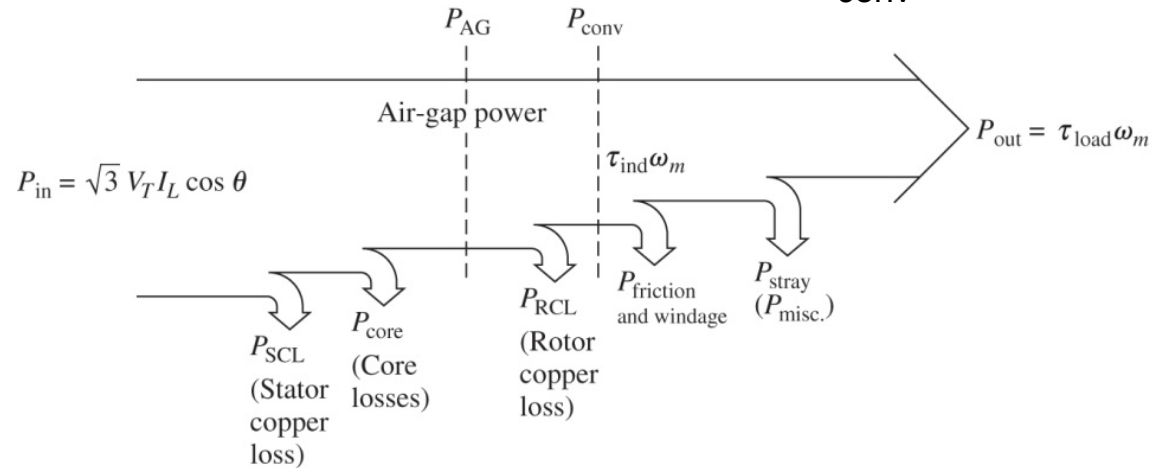 conv
P_AG
P_conv
Air-gap power
P_out = τ_load ω_m
τ_ind ω_m
P_in = √3 V_T I_L cos θ
P_SCL
(Stator
copper
loss)
P_core
(Core
losses)
P_RCL
(Rotor
copper
loss)
P_friction
and windage
P_stray
(P_misc.)